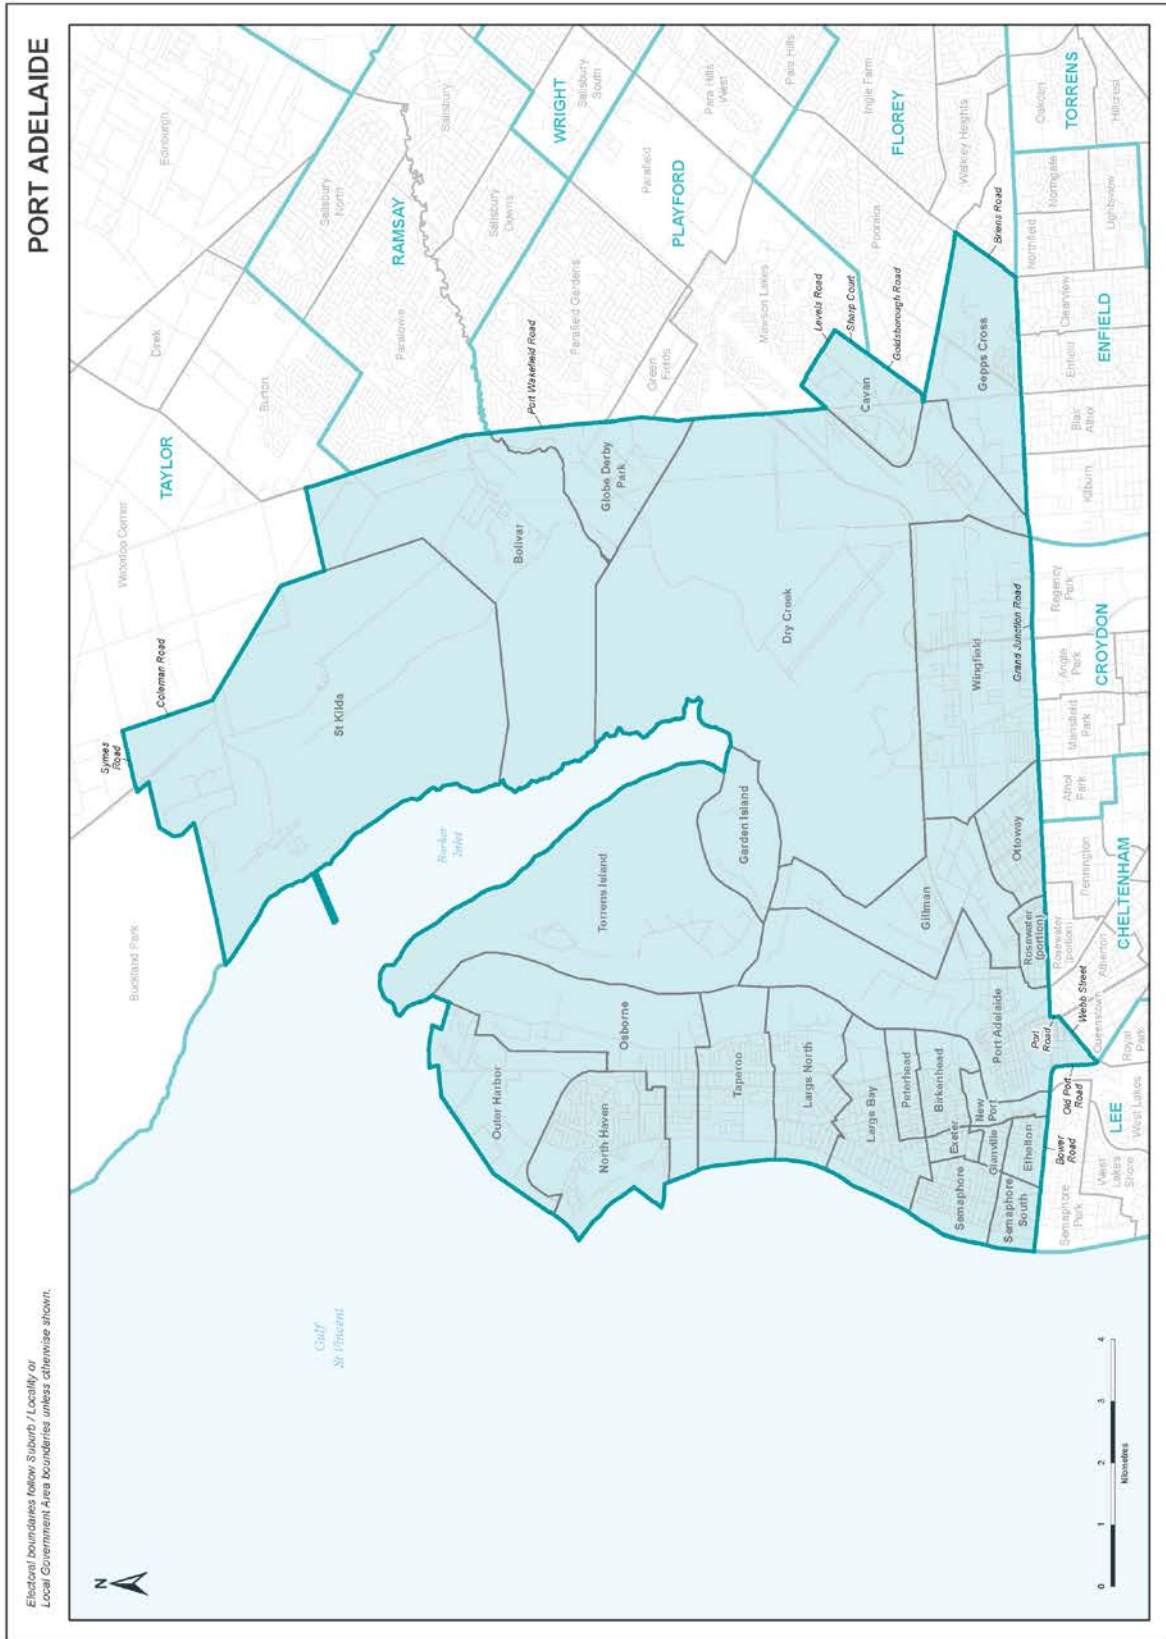 PORT ADELAIDE
Electoral boundaries follow Suburb / Locality or
Local Government Area boundaries unless otherwise shown.
N
Buckland Park
Symes
Road
Coleman Road
Waterloo Corner
TAYLOR
Direk
Edinburgh
Burton
Salisbury
North
Salisbury
Paralowie
RAMSAY
St Kilda
Bolivar
Salisbury
Downs
WRIGHT
Salisbury
South
Gulf
St Vincent
Barker
Inlet
Port Wakefield Road
Parafield Gardens
Parafield
PLAYFORD
Para Hills
West
Para Hills
Globe Derby
Park
Green
Fields
Mawson Lakes
Outer Harbor
North Haven
Osborne
Torrens Island
Garden Island
Dry Creek
Taperoo
Largs North
Largs Bay
Peterhead
Birkenhead
Exeter
Semaphore
New
Port
Glanville
Ethelton
Semaphore
South
Port Adelaide
Gillman
Ottoway
Rosewater
(portion)
Wingfield
Grand Junction Road
Levels Road
Sharp Court
Goldsborough Road
Cavan
Pooraka
Ingle Farm
FLOREY
Walkley Heights
Gepps Cross
Briens Road
Northfield
Northgate
Oakden
TORRENS
Hillcrest
Lightsview
Clearview
Enfield
ENFIELD
Blair
Athol
Kilburn
Regency
Park
Angle
Park
CROYDON
Mansfield
Park
Athol
Park
Pennington
CHELTENHAM
Rosewater
(portion)
Alberton
Queenstown
Webb Street
Port
Road
Royal
Park
Old Port
Road
LEE
West Lakes
Bower
Road
West
Lakes
Shore
Semaphore
Park
0 1 2 3 4
kilometres